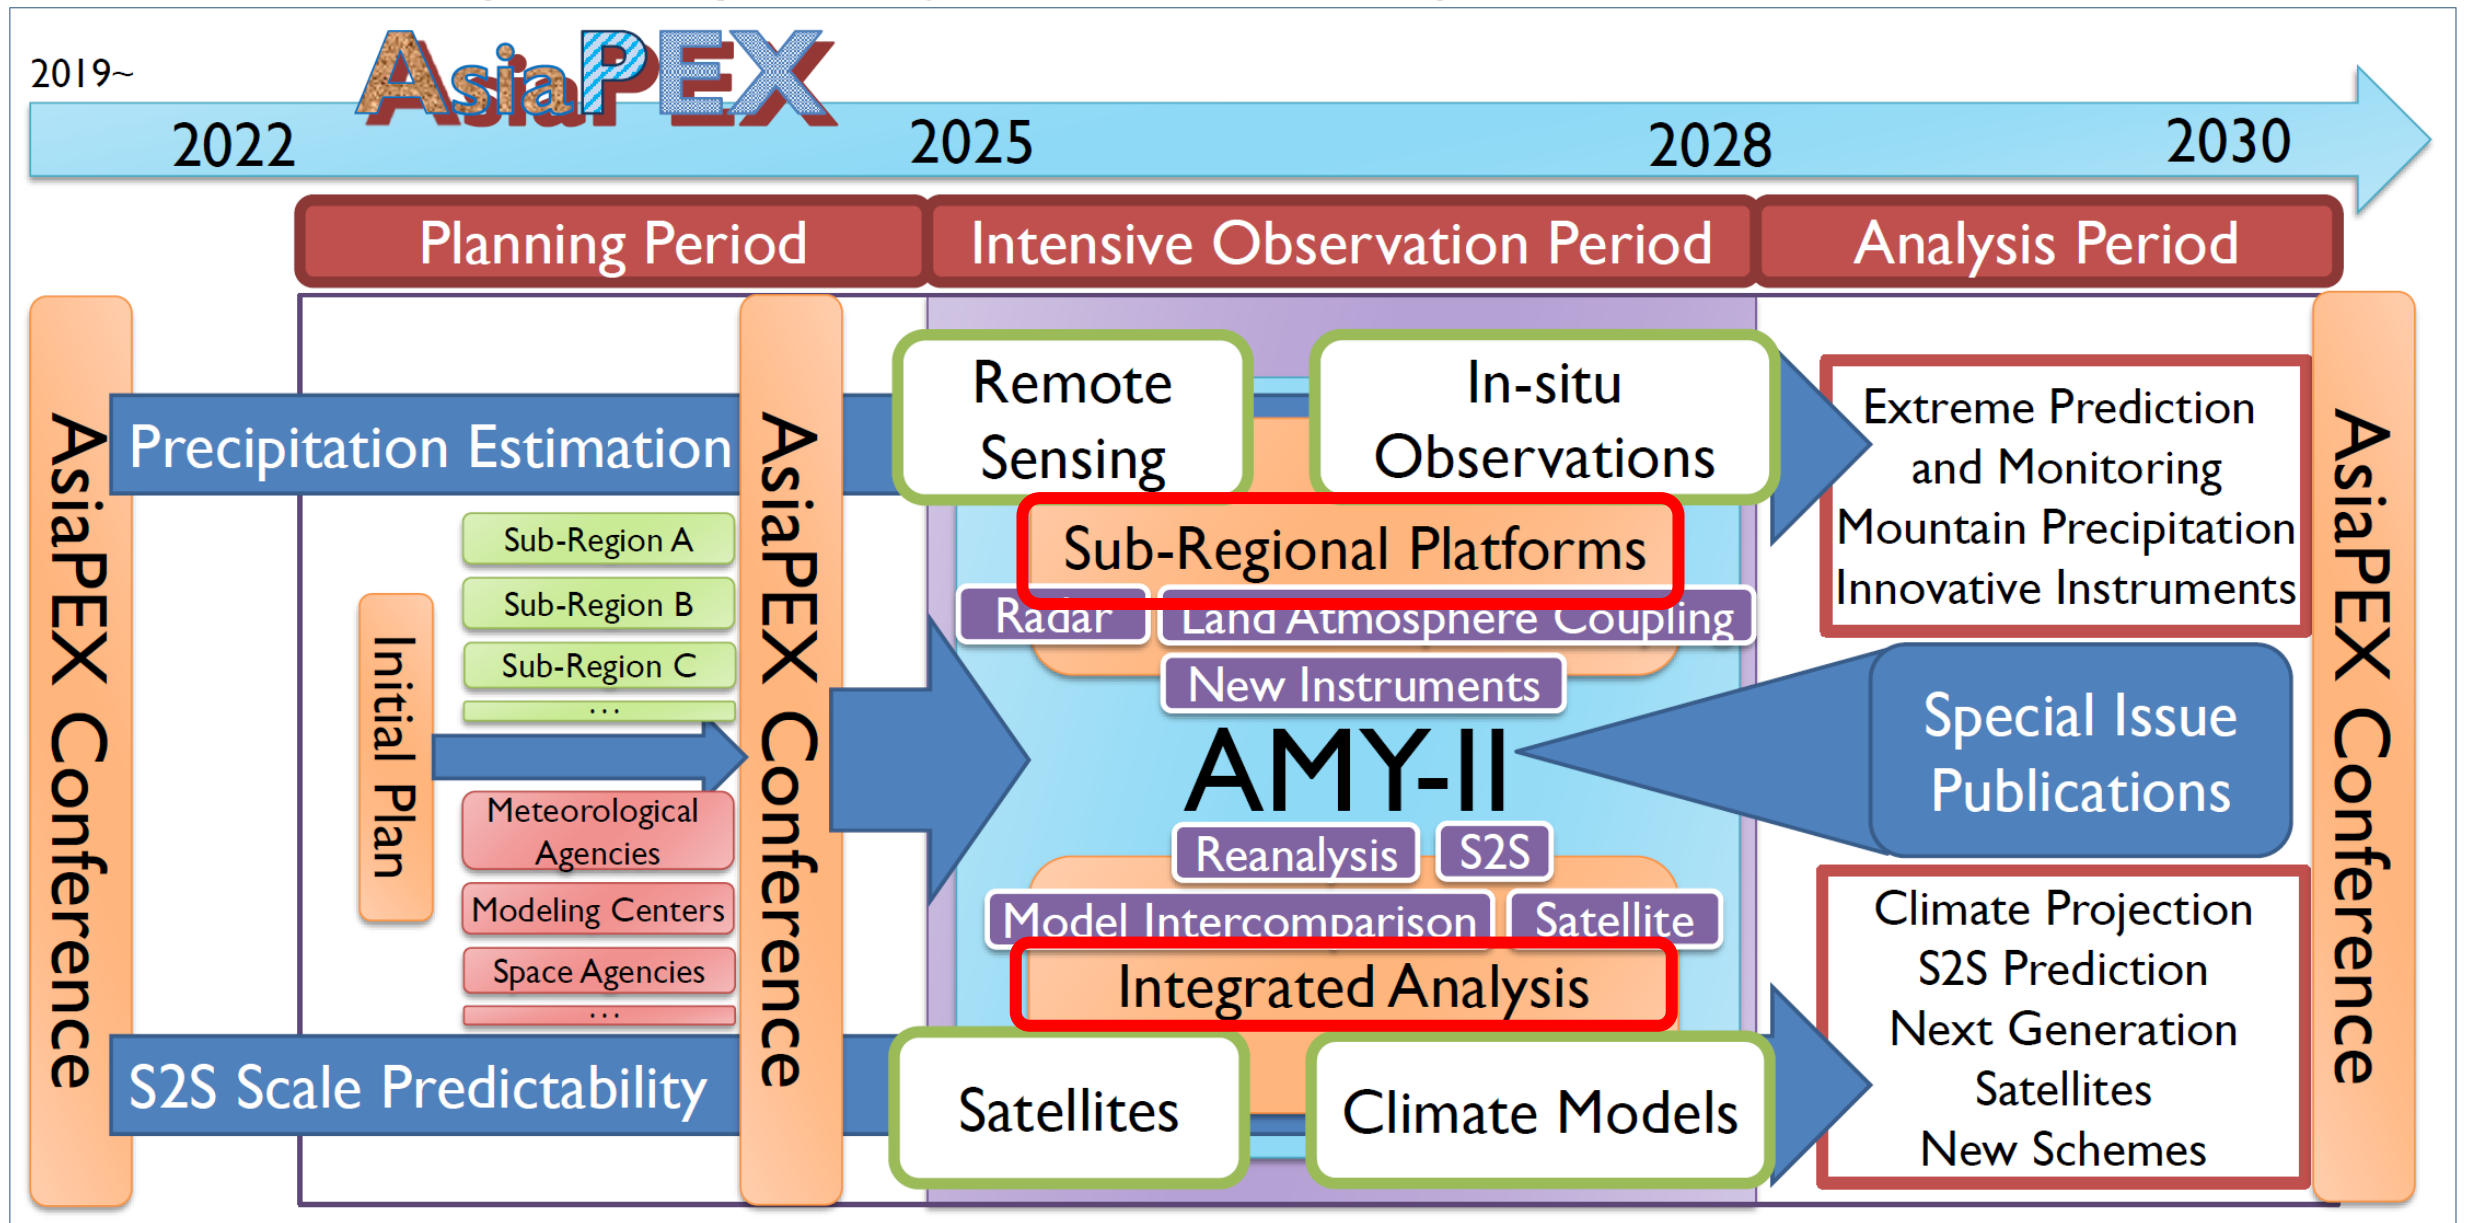 2019~
AsiaPEX
2022
2025
2028
2030
Planning Period
Intensive Observation Period
Analysis Period
AsiaPEX Conference
Precipitation Estimation
Initial Plan
Sub-Region A
Sub-Region B
Sub-Region C
...
Meteorological
Agencies
Modeling Centers
Space Agencies
...
S2S Scale Predictability
AsiaPEX Conference
Remote
Sensing
In-situ
Observations
Sub-Regional Platforms
Radar
Land Atmosphere Coupling
New Instruments
AMY-II
Reanalysis
S2S
Model Intercomparison
Satellite
Integrated Analysis
Satellites
Climate Models
Extreme Prediction
and Monitoring
Mountain Precipitation
Innovative Instruments
Special Issue
Publications
Climate Projection
S2S Prediction
Next Generation
Satellites
New Schemes
AsiaPEX Conference